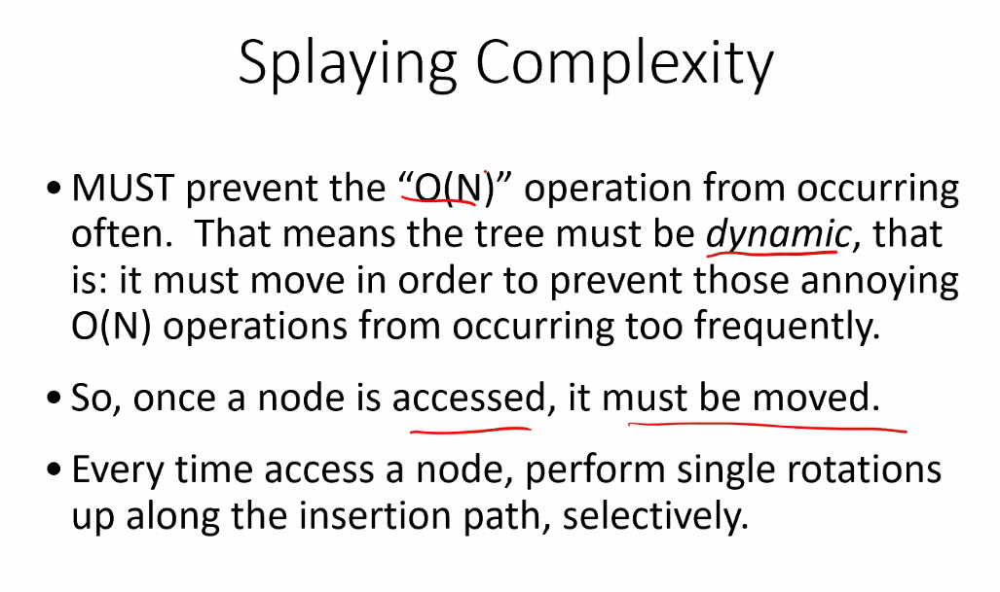 Splaying Complexity
• MUST prevent the “O(N)” operation from occurring
often.  That means the tree must be dynamic, that
is: it must move in order to prevent those annoying
O(N) operations from occurring too frequently.
• So, once a node is accessed, it must be moved.
• Every time access a node, perform single rotations
up along the insertion path, selectively.